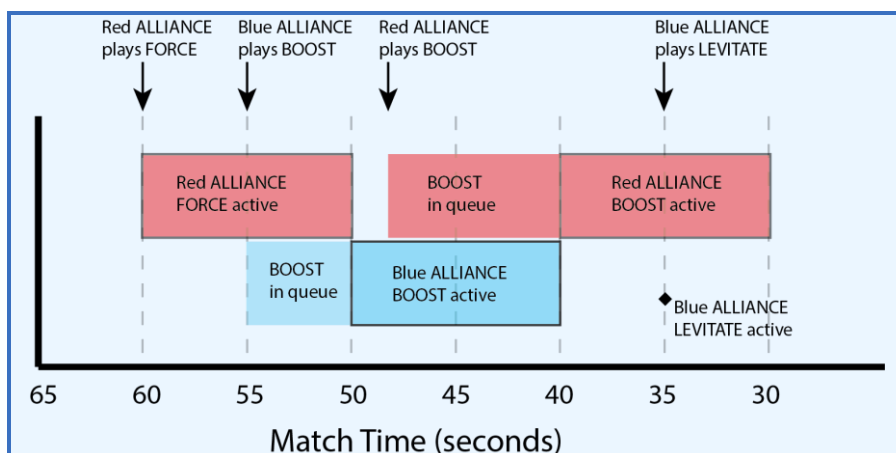 Red ALLIANCE
plays FORCE
Blue ALLIANCE
plays BOOST
Red ALLIANCE
plays BOOST
Blue ALLIANCE
plays LEVITATE
Red ALLIANCE
FORCE active
BOOST
in queue
Red ALLIANCE
BOOST active
BOOST
in queue
Blue ALLIANCE
BOOST active
Blue ALLIANCE
LEVITATE active
65 60 55 50 45 40 35 30
Match Time (seconds)